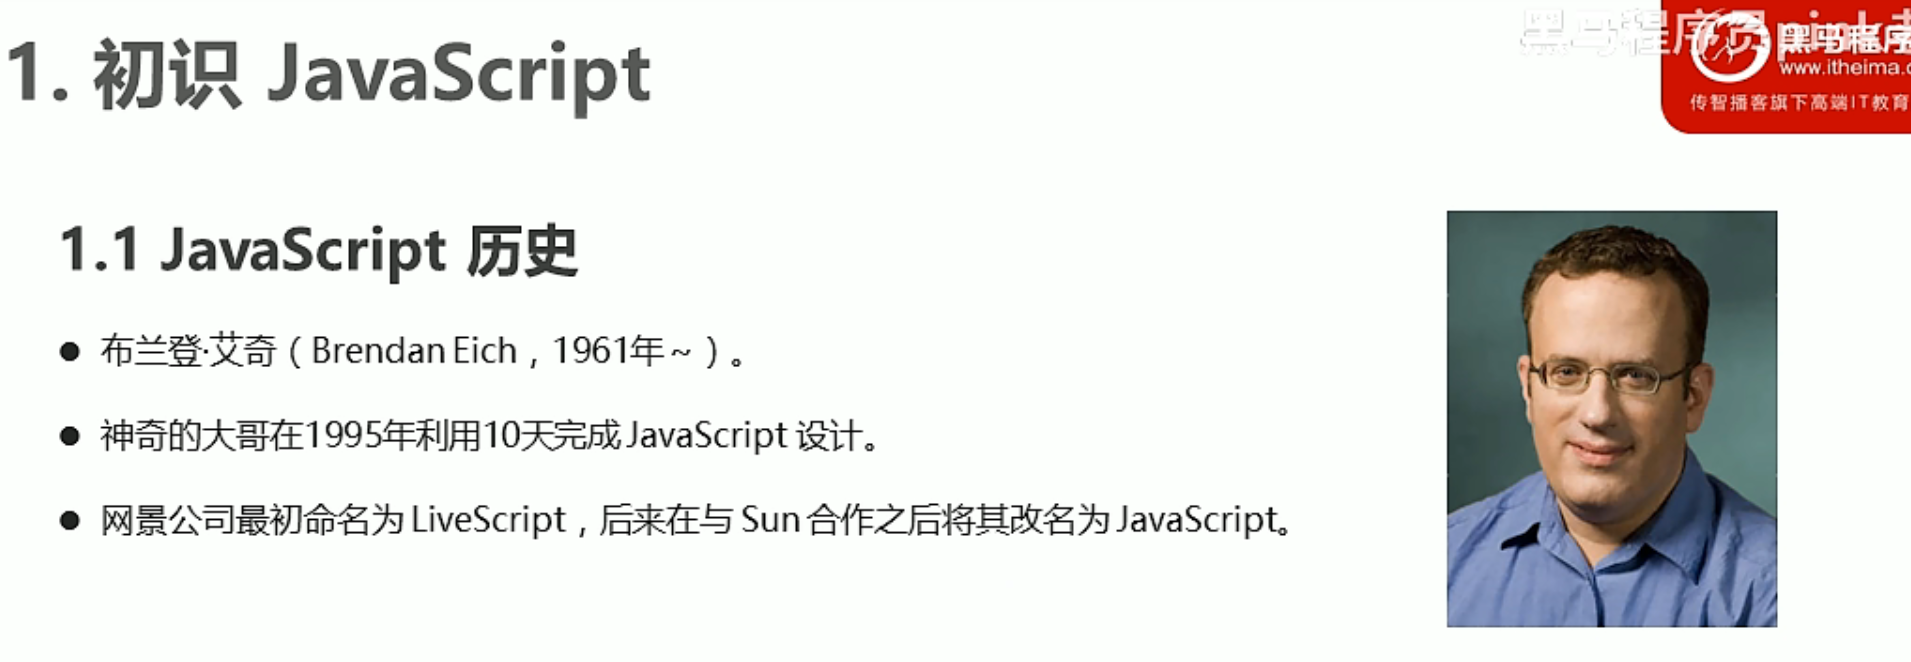 1. 初识 JavaScript
黑马程序员pink
黑马程序
www.itheima.
传智播客旗下高端IT教育
1.1 JavaScript 历史
● 布兰登·艾奇（Brendan Eich，1961年~）。
● 神奇的大哥在1995年利用10天完成JavaScript 设计。
● 网景公司最初命名为 LiveScript，后来在与 Sun 合作之后将其改名为 JavaScript。